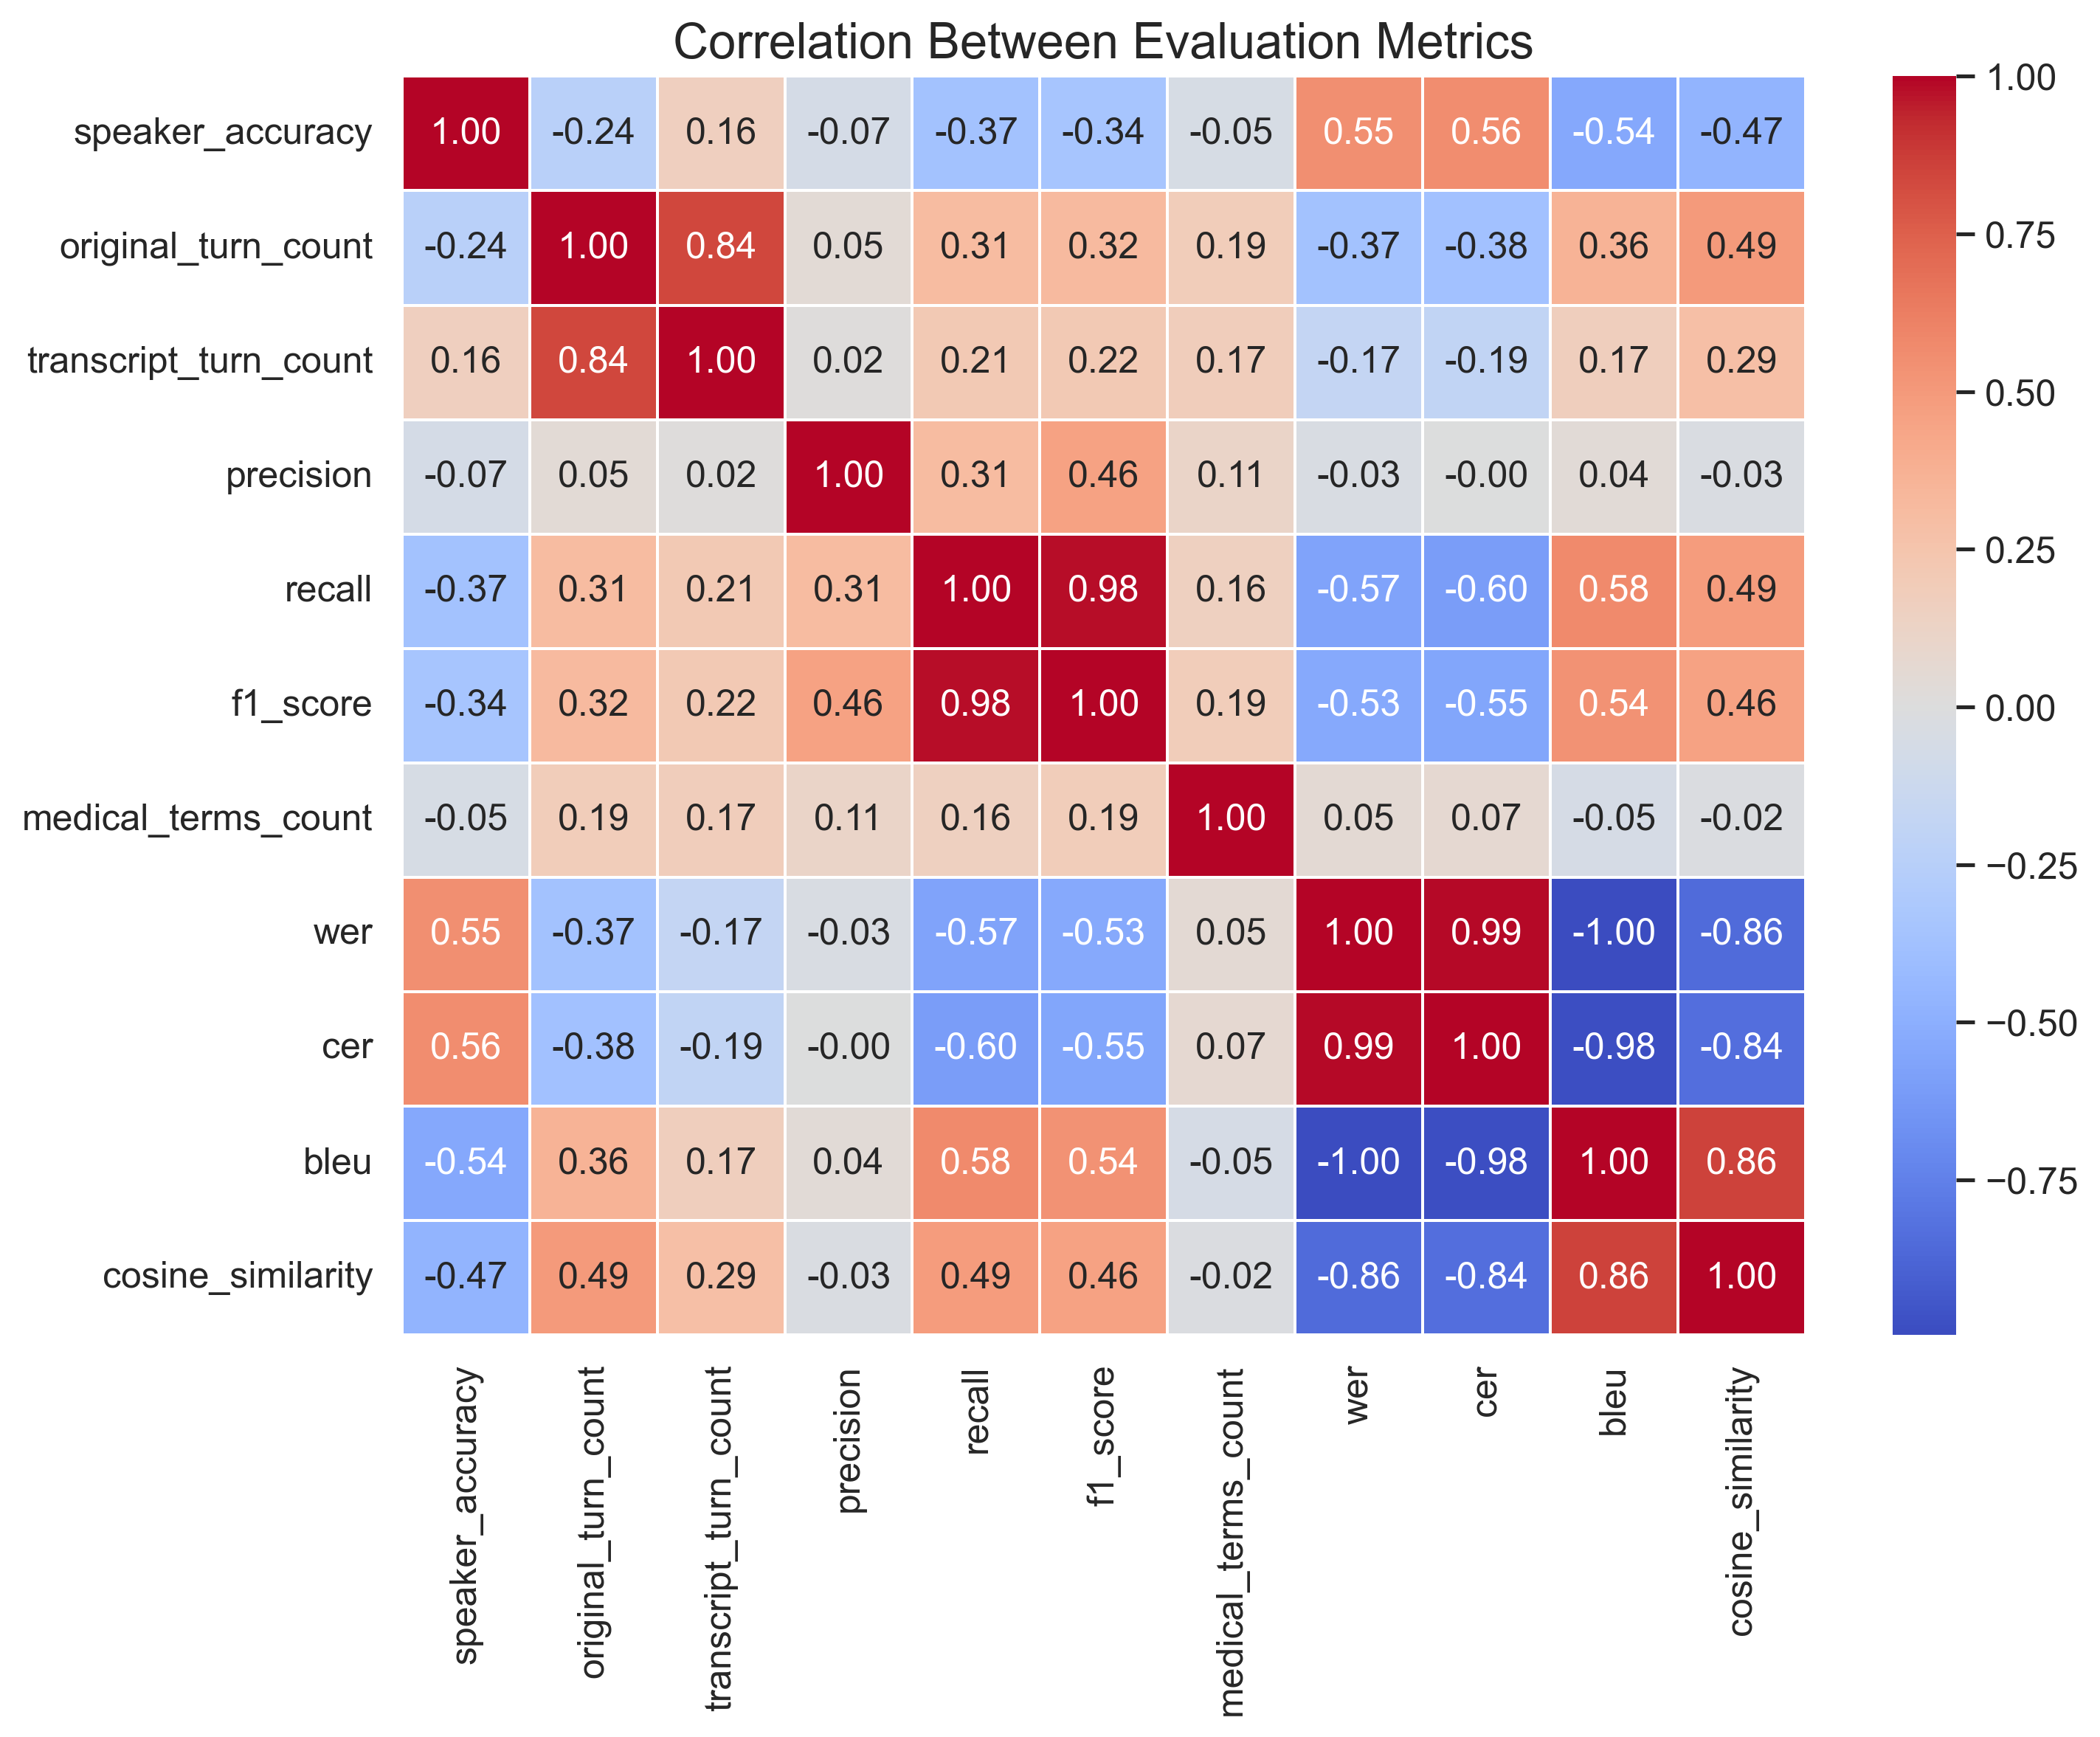 Correlation Between Evaluation Metrics
speaker_accuracy 1.00 -0.24 0.16 -0.07 -0.37 -0.34 -0.05 0.55 0.56 -0.54 -0.47
original_turn_count -0.24 1.00 0.84 0.05 0.31 0.32 0.19 -0.37 -0.38 0.36 0.49
transcript_turn_count 0.16 0.84 1.00 0.02 0.21 0.22 0.17 -0.17 -0.19 0.17 0.29
precision -0.07 0.05 0.02 1.00 0.31 0.46 0.11 -0.03 -0.00 0.04 -0.03
recall -0.37 0.31 0.21 0.31 1.00 0.98 0.16 -0.57 -0.60 0.58 0.49
f1_score -0.34 0.32 0.22 0.46 0.98 1.00 0.19 -0.53 -0.55 0.54 0.46
medical_terms_count -0.05 0.19 0.17 0.11 0.16 0.19 1.00 0.05 0.07 -0.05 -0.02
wer 0.55 -0.37 -0.17 -0.03 -0.57 -0.53 0.05 1.00 0.99 -1.00 -0.86
cer 0.56 -0.38 -0.19 -0.00 -0.60 -0.55 0.07 0.99 1.00 -0.98 -0.84
bleu -0.54 0.36 0.17 0.04 0.58 0.54 -0.05 -1.00 -0.98 1.00 0.86
cosine_similarity -0.47 0.49 0.29 -0.03 0.49 0.46 -0.02 -0.86 -0.84 0.86 1.00
speaker_accuracy
original_turn_count
transcript_turn_count
precision
recall
f1_score
medical_terms_count
wer
cer
bleu
cosine_similarity
1.00
0.75
0.50
0.25
0.00
−0.25
−0.50
−0.75